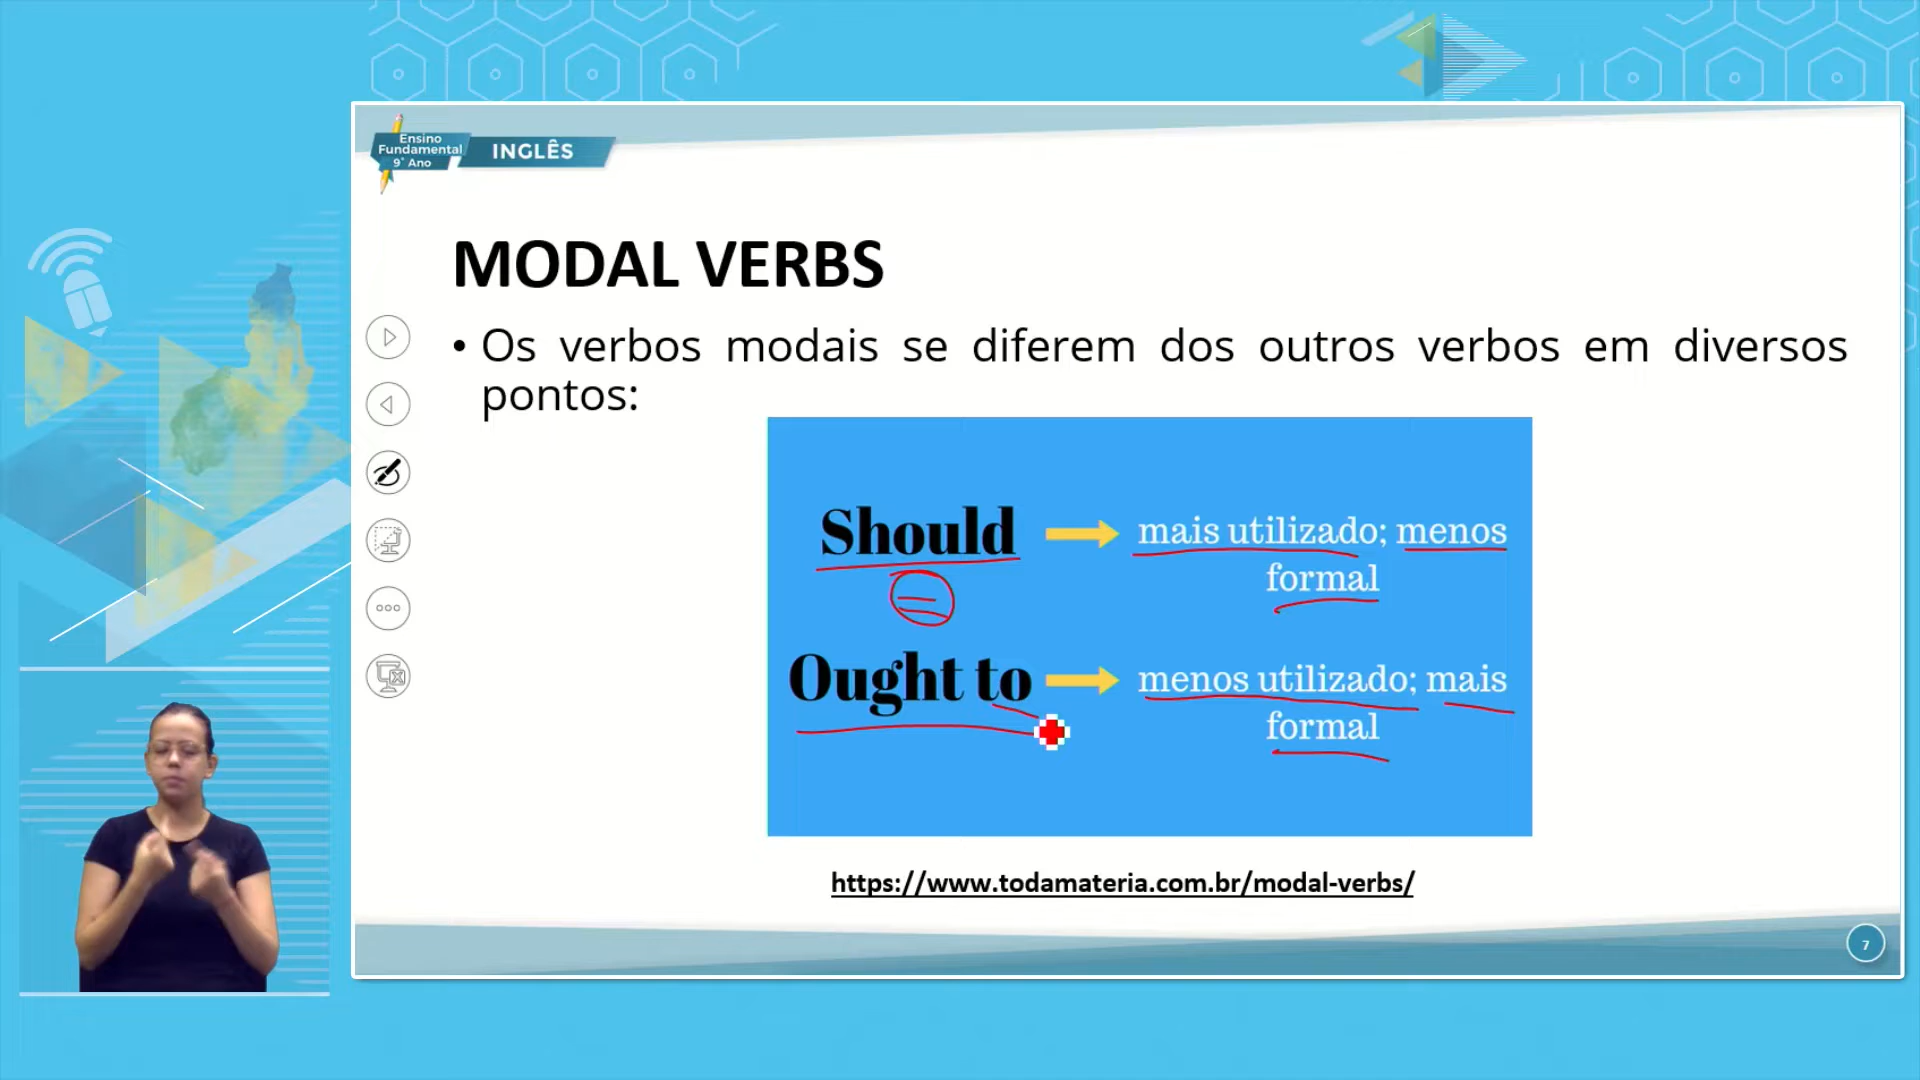 Ensino
Fundamental
9° Ano
INGLÊS
MODAL VERBS
• Os verbos modais se diferem dos outros verbos em diversos
pontos:
Should
mais utilizado; menos
formal
Ought to
menos utilizado; mais
formal
https://www.todamateria.com.br/modal-verbs/
7